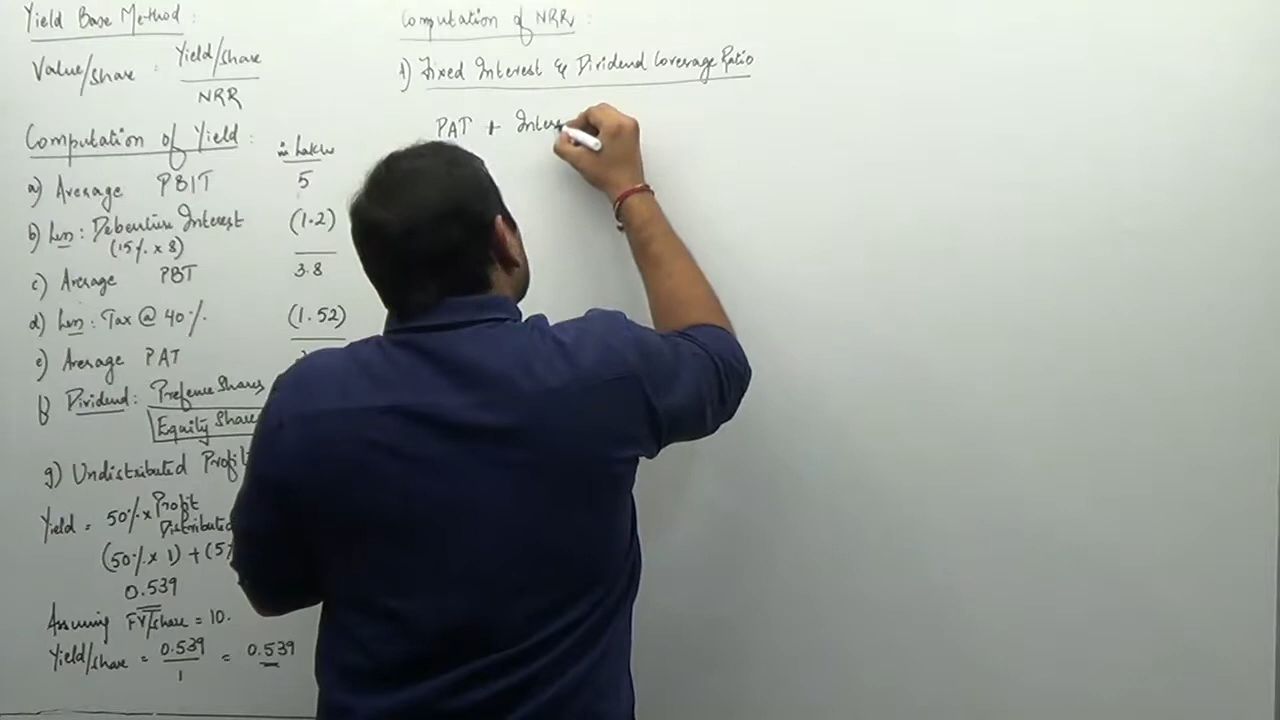 Yield Base Method :
Value/share : Yield/share
NRR
Computation of Yield :
in Lakhs
a) Average PBIT 5
b) Less : Debenture Interest (1.2)
(15% x 8)
c) Average PBT 3.8
d) Less : Tax @ 40% (1.52)
e) Average PAT
f) Dividend : Prefence Shares
Equity Share
g) Undistributed Profit
Yield = 50% x Profit
Distributed
(50% x 1) + (5%
0.539
Assuming FV/share = 10.
Yield/share = 0.539 = 0.539
1
Computation of NRR :
1) Fixed Interest & Dividend Coverage Ratio
PAT + Inter